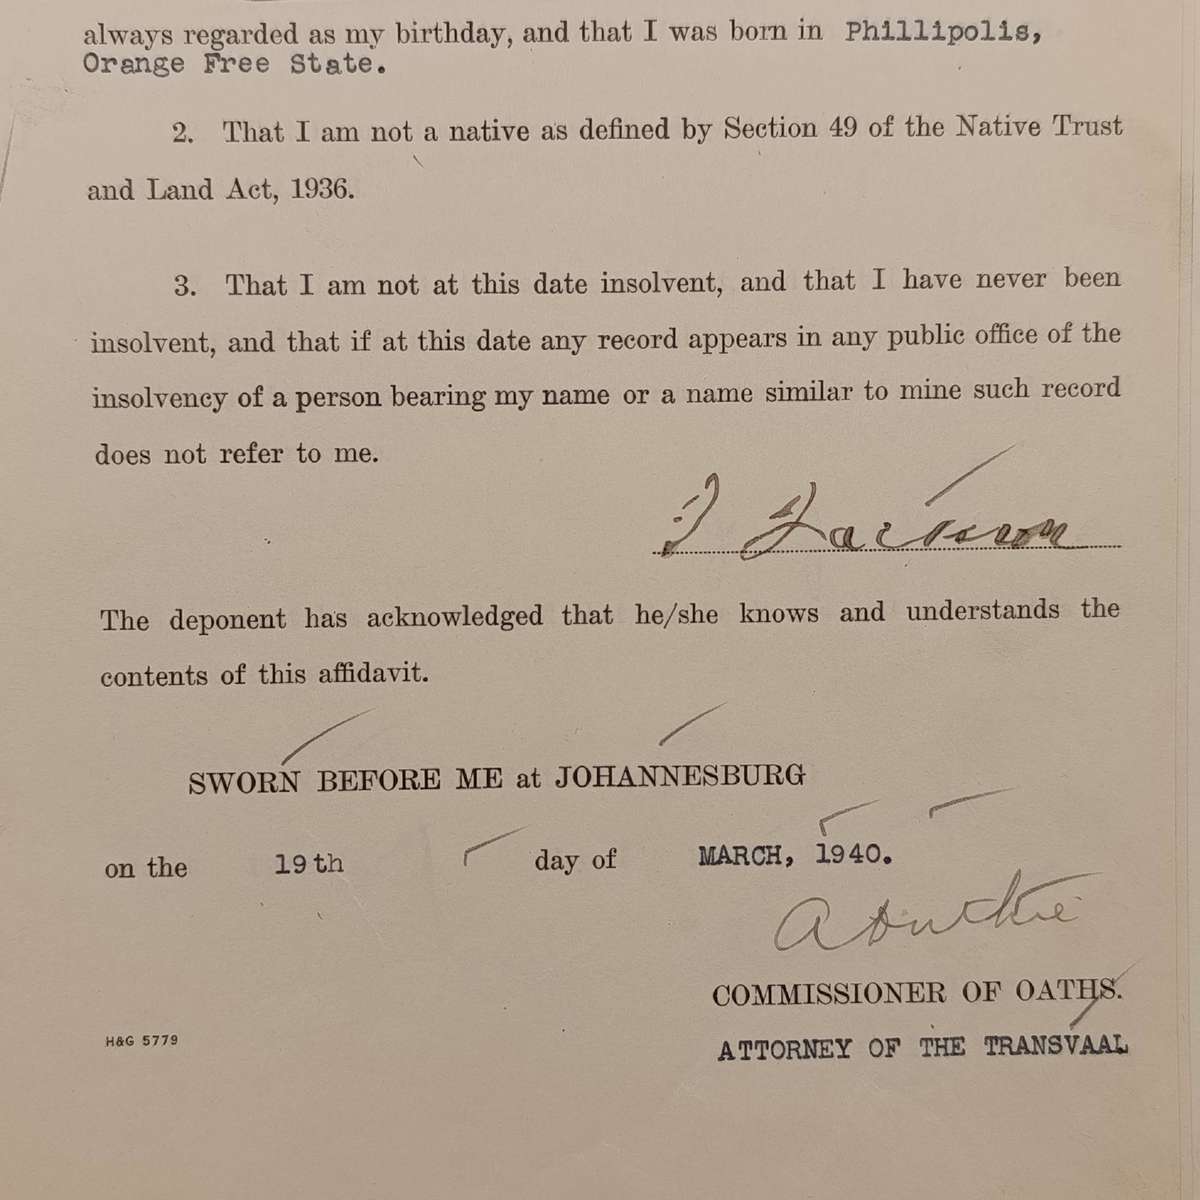 always regarded as my birthday, and that I was born in Phillipolis,
Orange Free State.
2. That I am not a native as defined by Section 49 of the Native Trust
and Land Act, 1936.
3. That I am not at this date insolvent, and that I have never been
insolvent, and that if at this date any record appears in any public office of the
insolvency of a person bearing my name or a name similar to mine such record
does not refer to me.
Jackson
The deponent has acknowledged that he/she knows and understands the
contents of this affidavit.
SWORN BEFORE ME at JOHANNESBURG
on the 19th day of MARCH, 1940.
COMMISSIONER OF OATHS.
H&G 5779
ATTORNEY OF THE TRANSVAAL